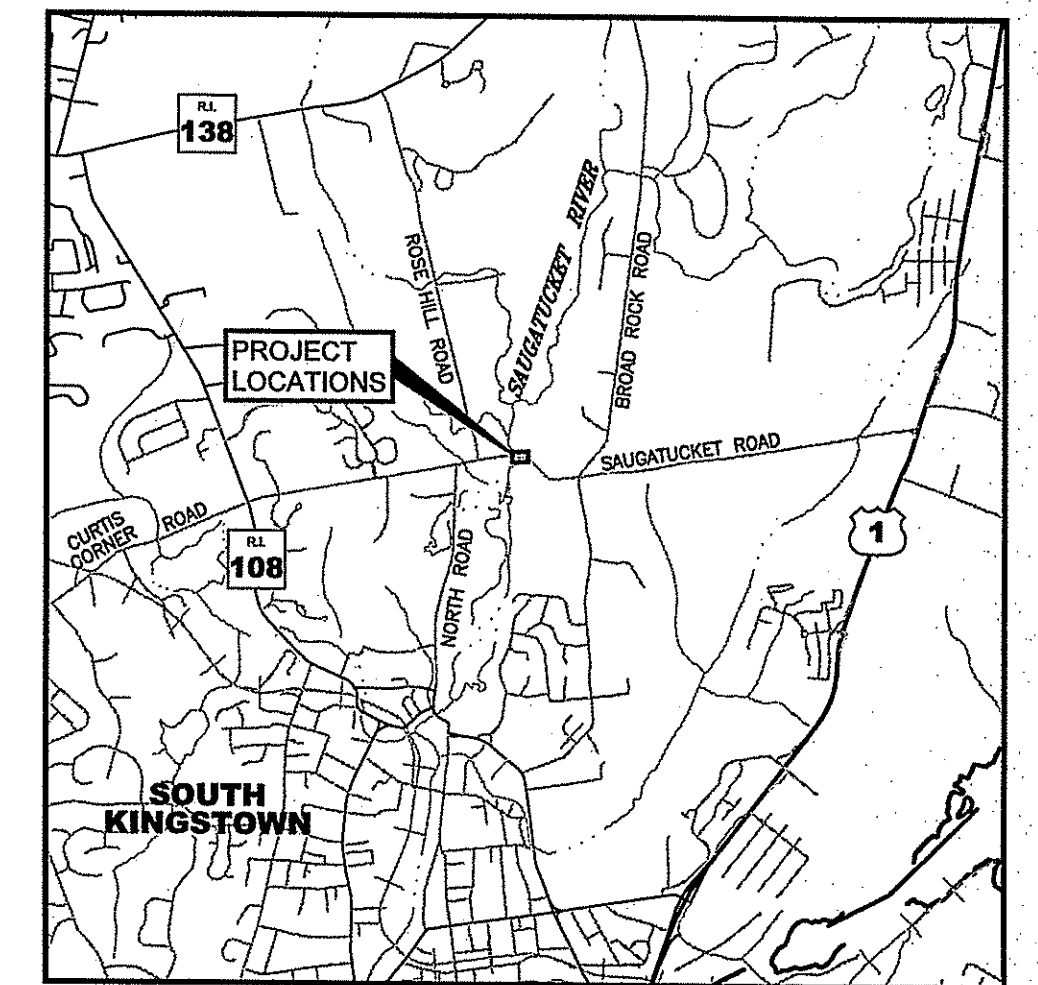 R.I.
138
ROSE HILL ROAD
SAUGATUCKET RIVER
BROAD ROCK ROAD
PROJECT
LOCATIONS
SAUGATUCKET ROAD
CURTIS
CORNER ROAD
R.I.
108
NORTH ROAD
1
SOUTH
KINGSTOWN